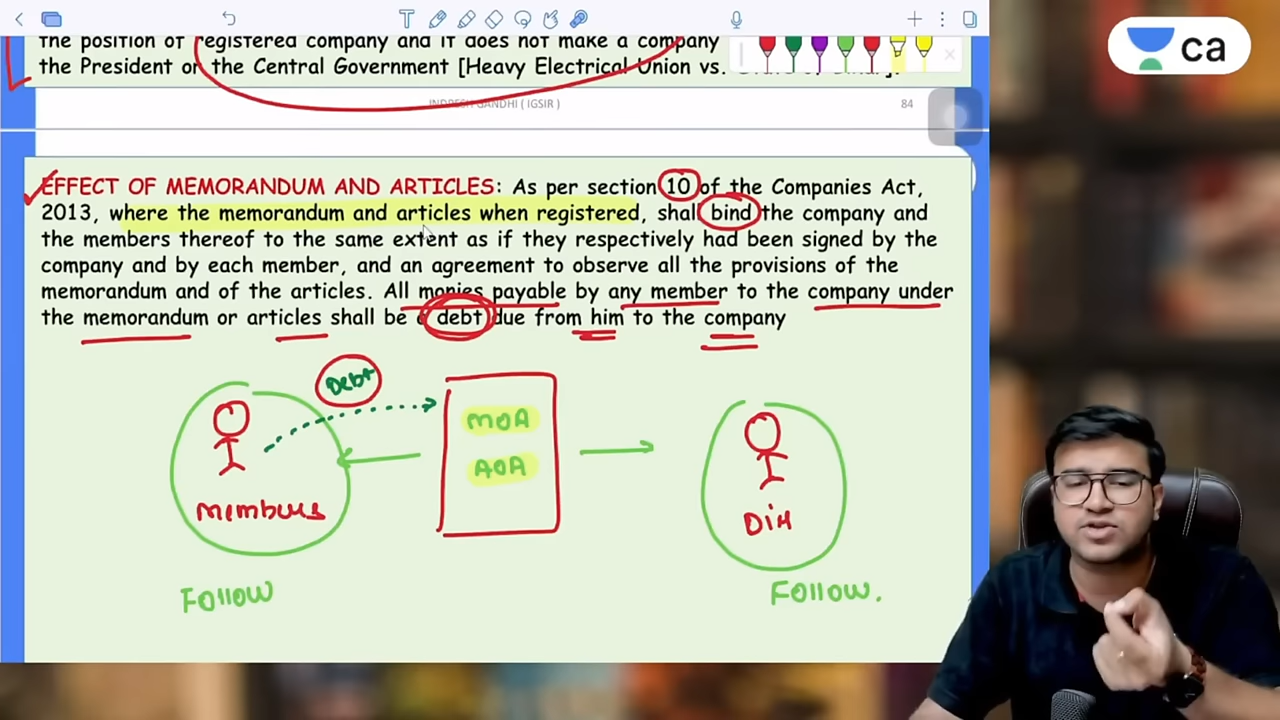 ca
the position of registered company and it does not make a company
the President or the Central Government [Heavy Electrical Union vs.
INDRESH GANDHI ( IGSIR )
84
EFFECT OF MEMORANDUM AND ARTICLES: As per section 10 of the Companies Act,
2013, where the memorandum and articles when registered, shall bind the company and
the members thereof to the same extent as if they respectively had been signed by the
company and by each member, and an agreement to observe all the provisions of the
memorandum and of the articles. All monies payable by any member to the company under
the memorandum or articles shall be a debt due from him to the company
Debt
MOA
AOA
Members
Dir
Follow
Follow.